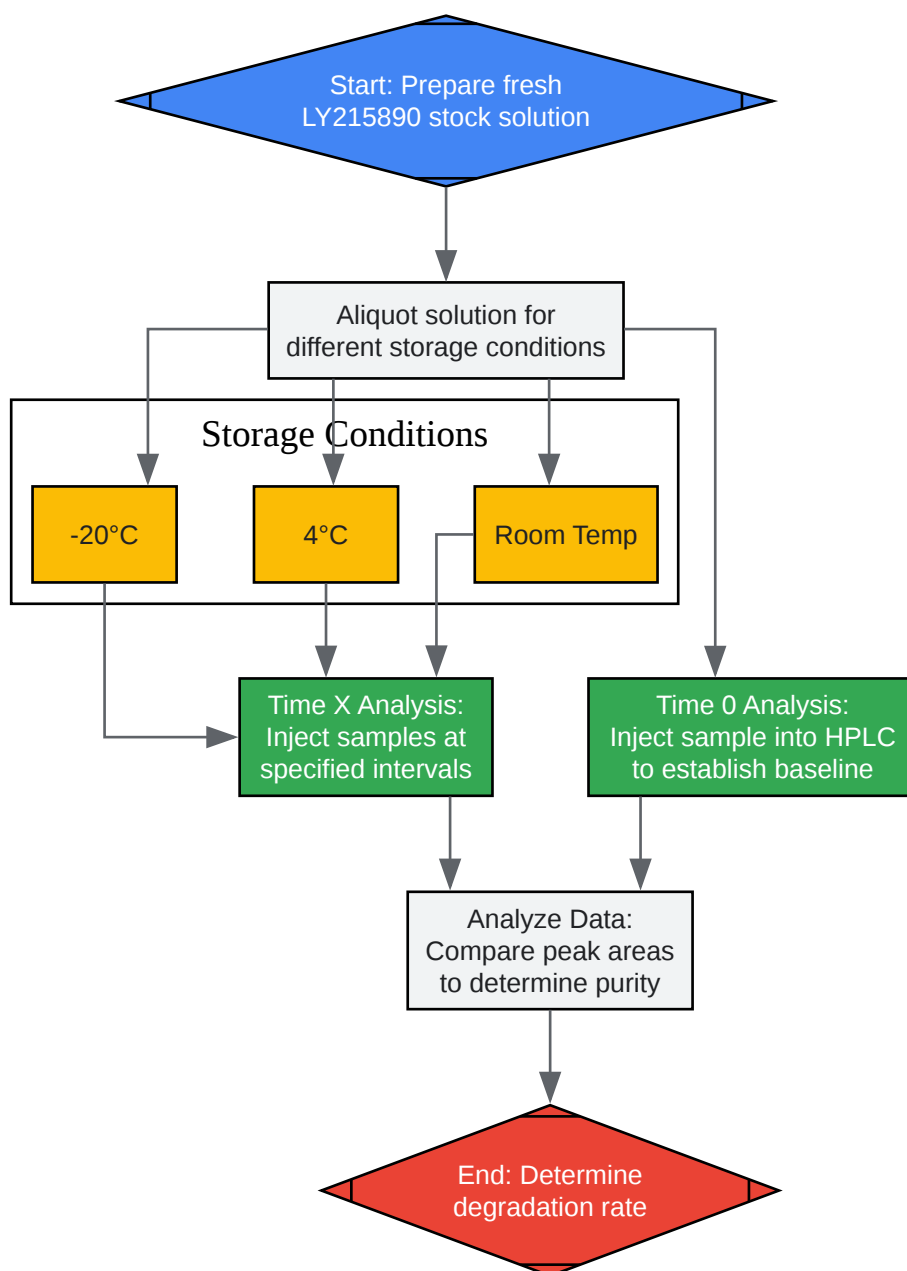 Start: Prepare fresh
LY215890 stock solution
Aliquot solution for
different storage conditions
Storage Conditions
-20°C
4°C
Room Temp
Time X Analysis:
Inject samples at
specified intervals
Time 0 Analysis:
Inject sample into HPLC
to establish baseline
Analyze Data:
Compare peak areas
to determine purity
End: Determine
degradation rate